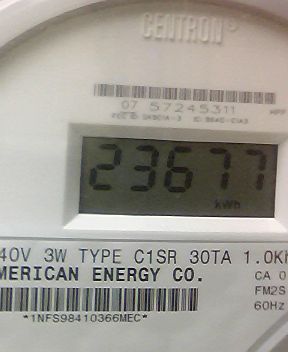 CENTRON®
07 57245311
23677
kWh
40V 3W TYPE C1SR 30TA 1.0Kh
MERICAN ENERGY CO.
CA 0
FM2S
60Hz
*1NFS98410366MEC*